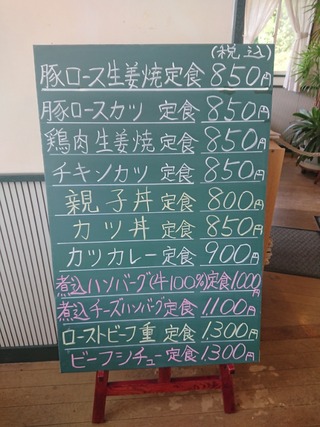 (税込)
豚ロース生姜焼定食 850円
豚ロースカツ 定食 850円
鶏肉生姜焼 定食 850円
チキンカツ 定食 850円
親子丼 定食 800円
カツ丼 定食 850円
カツカレー定食 900円
煮込ハンバーグ(牛100%)定食 1,000円
煮込チーズハンバーグ定食 1,100円
ローストビーフ重 定食 1,300円
ビーフシチュー 定食 1,300円